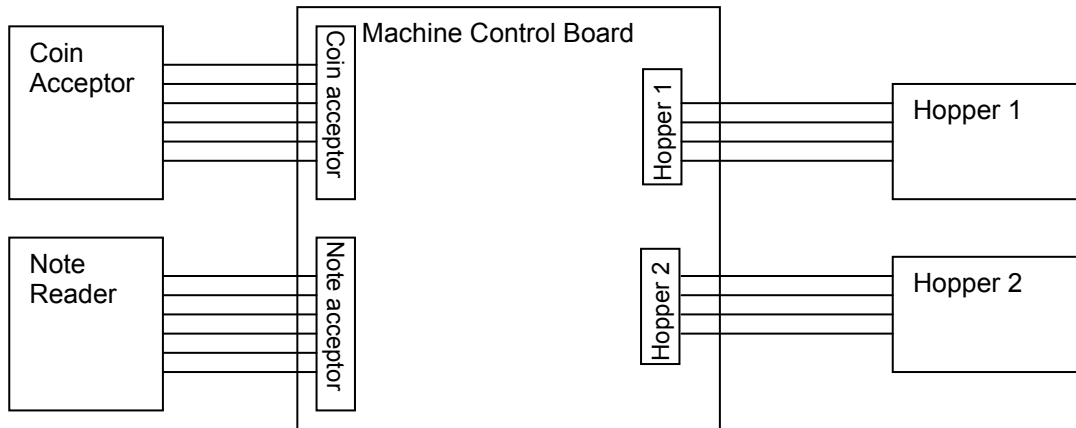 Machine Control Board
Coin
Acceptor
Coin acceptor
Hopper 1
Hopper 1
Note
Reader
Note acceptor
Hopper 2
Hopper 2